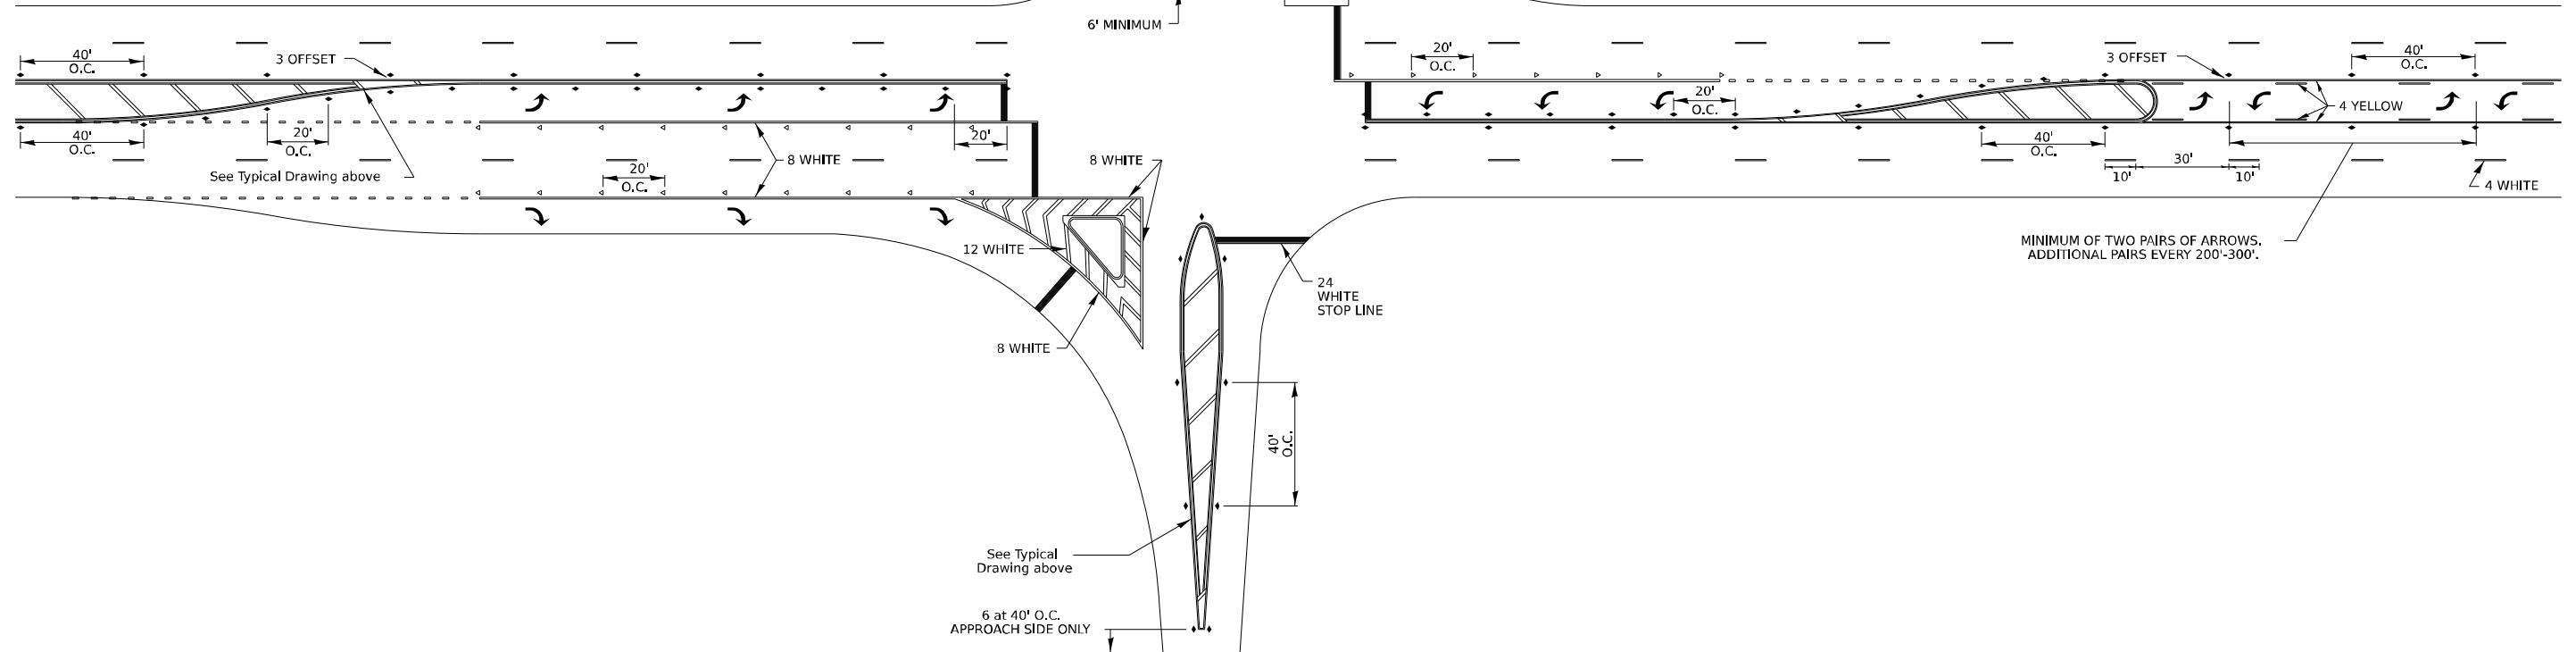 6' MINIMUM
40'
O.C.
3 OFFSET
20'
O.C.
3 OFFSET
40'
O.C.
4 YELLOW
40'
O.C.
20'
O.C.
See Typical Drawing above
20'
O.C.
8 WHITE
20'
8 WHITE
20'
O.C.
40'
O.C.
10'
30'
10'
4 WHITE
12 WHITE
8 WHITE
24
WHITE
STOP LINE
MINIMUM OF TWO PAIRS OF ARROWS.
ADDITIONAL PAIRS EVERY 200'-300'.
40'
O.C.
See Typical
Drawing above
6 at 40' O.C.
APPROACH SIDE ONLY